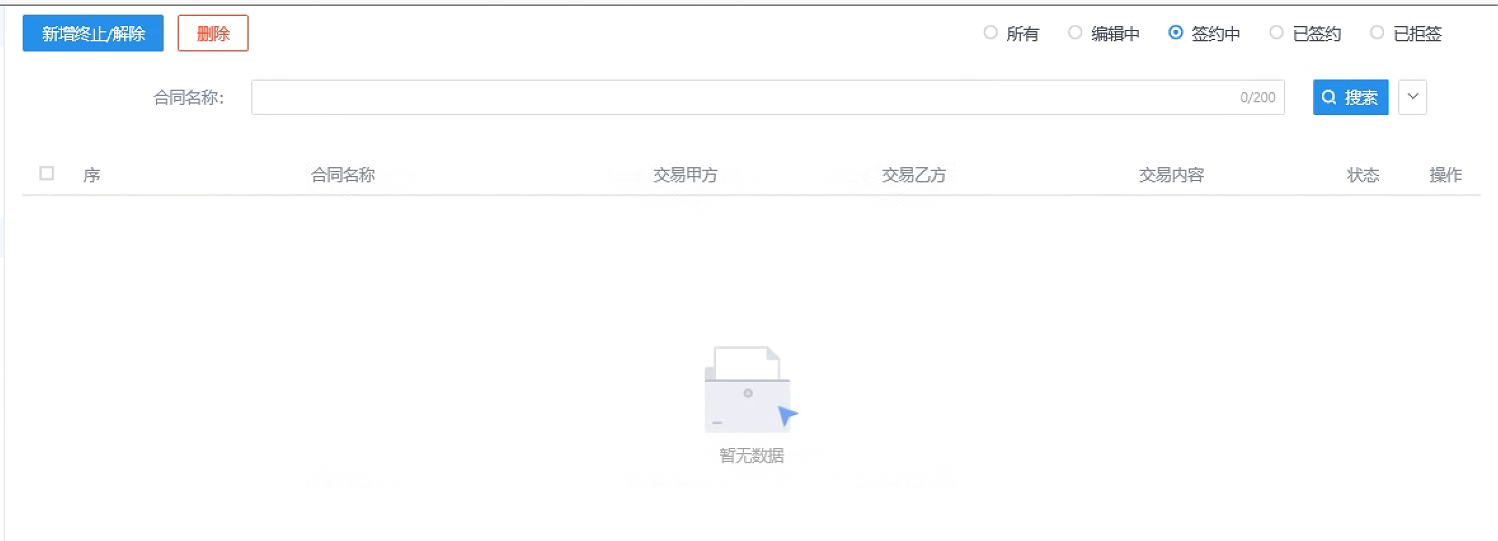 新增终止/解除 删除 所有 编辑中 签约中 已签约 已拒签
合同名称: 0/200 搜索
序 合同名称 交易甲方 交易乙方 交易内容 状态 操作
暂无数据